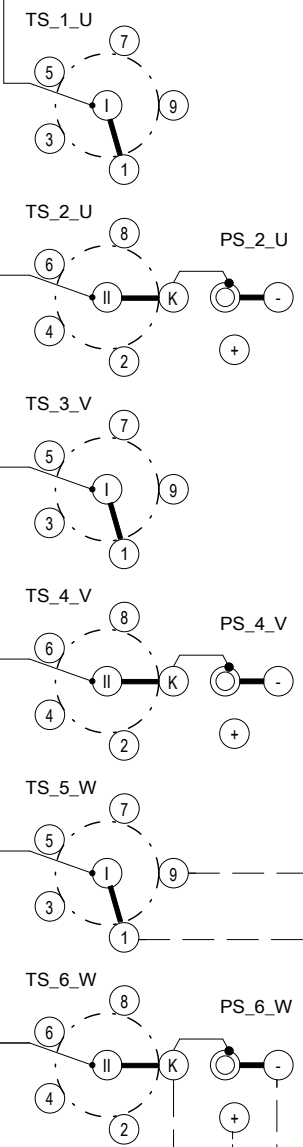 TS_1_U
7
5
I
9
3
1
TS_2_U
8
PS_2_U
6
II
K
-
4
+
2
TS_3_V
7
5
I
9
3
1
TS_4_V
8
PS_4_V
6
II
K
-
4
+
2
TS_5_W
7
5
I
9
3
1
TS_6_W
8
PS_6_W
6
II
K
-
4
+
2